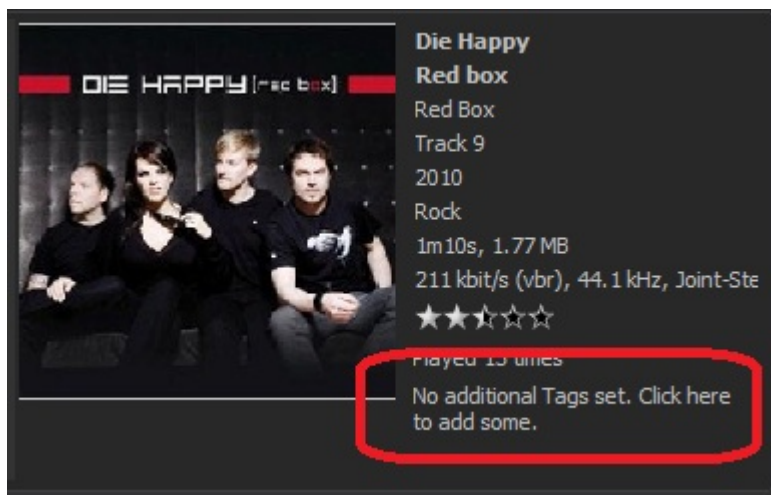 DIE HAPPY [red box]
Die Happy
Red box
Red Box
Track 9
2010
Rock
1m10s, 1.77 MB
211 kbit/s (vbr), 44.1 kHz, Joint-Ste
Played 15 times
No additional Tags set. Click here
to add some.